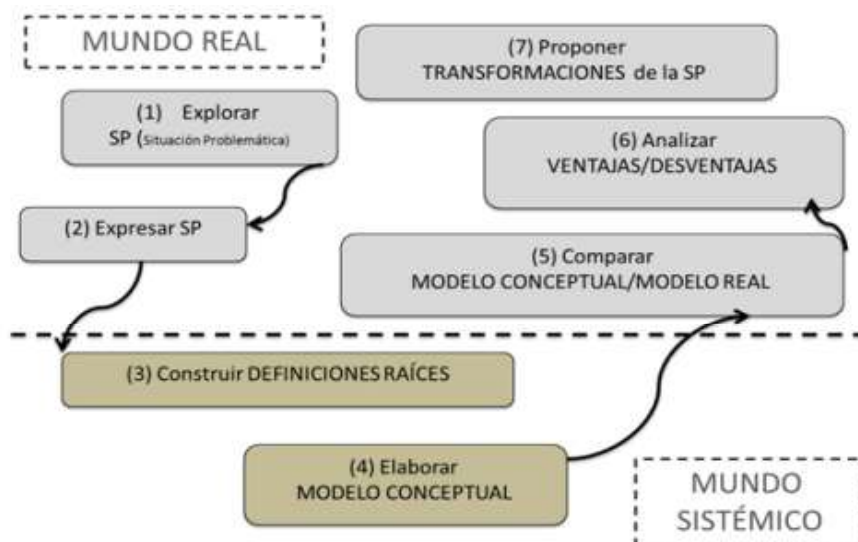 MUNDO REAL
(1) Explorar
SP (Situación Problemática)
(2) Expresar SP
(3) Construir DEFINICIONES RAÍCES
(4) Elaborar
MODELO CONCEPTUAL
(5) Comparar
MODELO CONCEPTUAL/MODELO REAL
(6) Analizar
VENTAJAS/DESVENTAJAS
(7) Proponer
TRANSFORMACIONES de la SP
MUNDO
SISTÉMICO